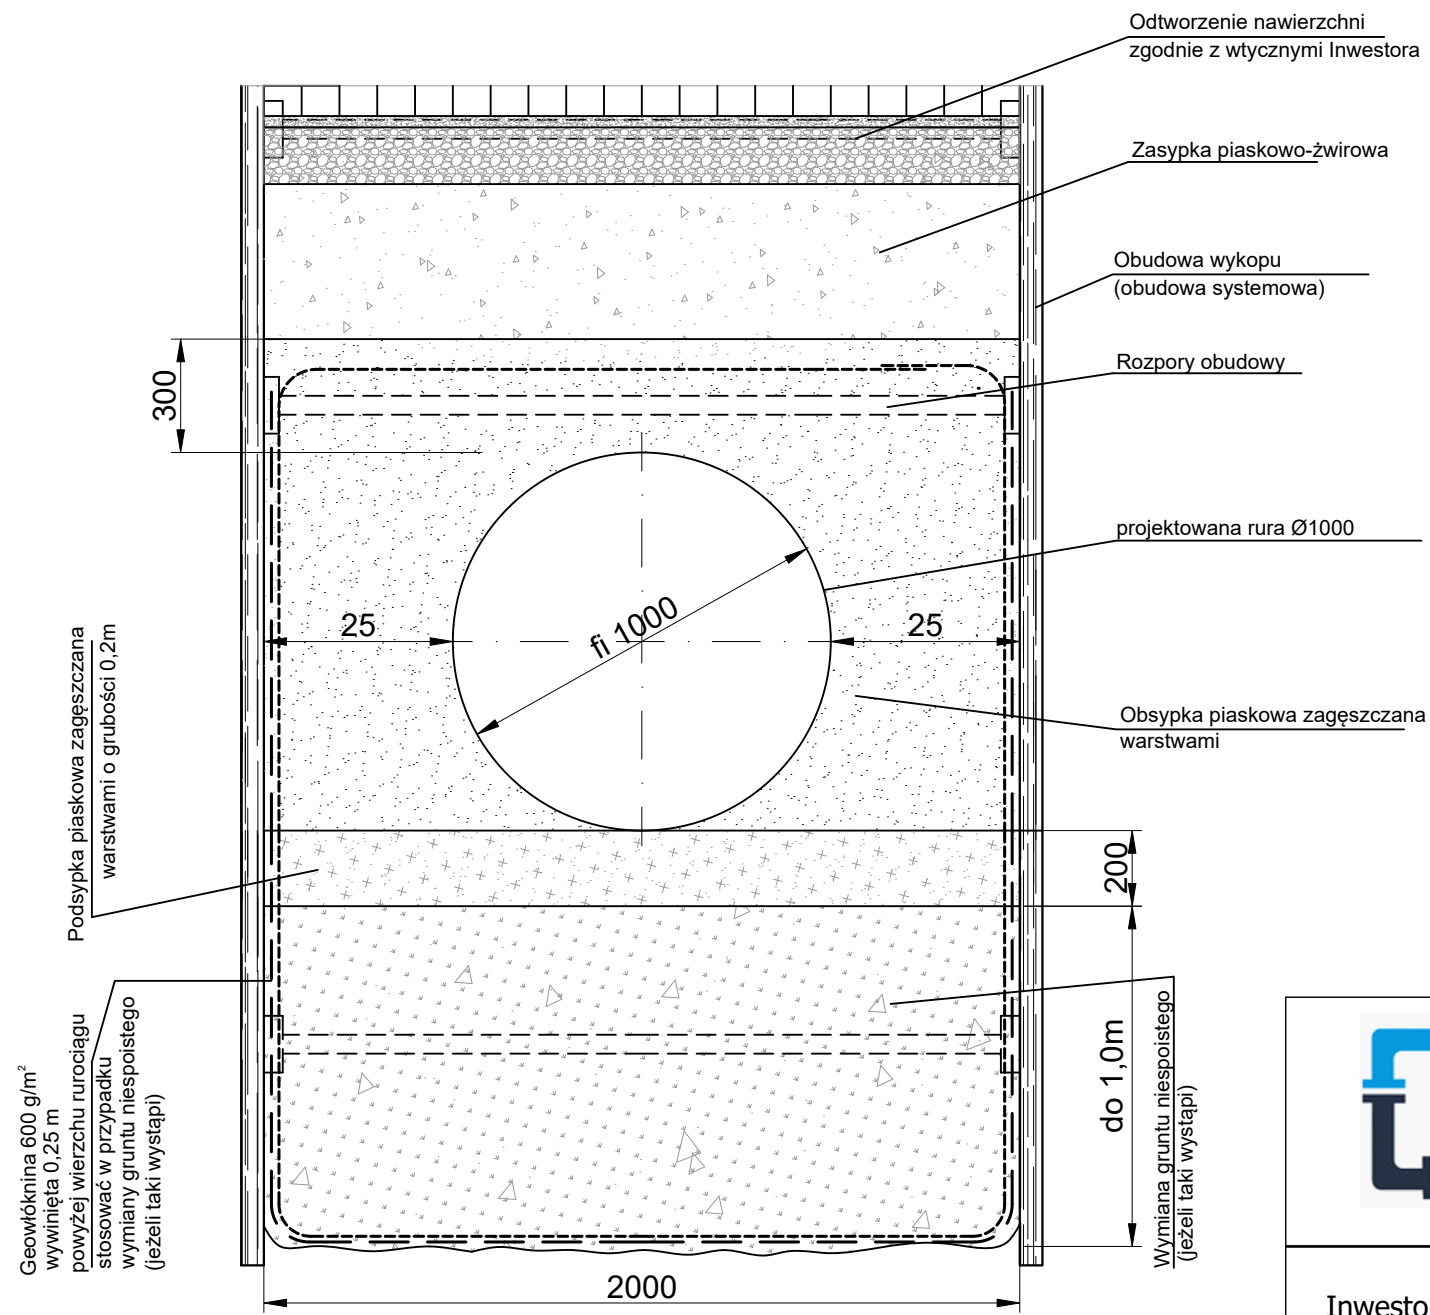 Odtworzenie nawierzchni
zgodnie z wtycznymi Inwestora
Zasypka piaskowo-żwirowa
Obudowa wykopu
(obudowa systemowa)
Rozpory obudowy
300
projektowana rura Ø1000
25
fi 1000
25
Obsypka piaskowa zagęszczana
warstwami
Podsypka piaskowa zagęszczana
warstwami o grubości 0,2m
200
do 1,0m
Geowłóknina 600 g/m²
wywinięta 0,25 m
powyżej wierzchu rurociągu
stosować w przypadku
wymiany gruntu niespoistego
(jeżeli taki wystąpi)
Wymiana gruntu niespoistego
(jeżeli taki wystąpi)
2000
Inwesto